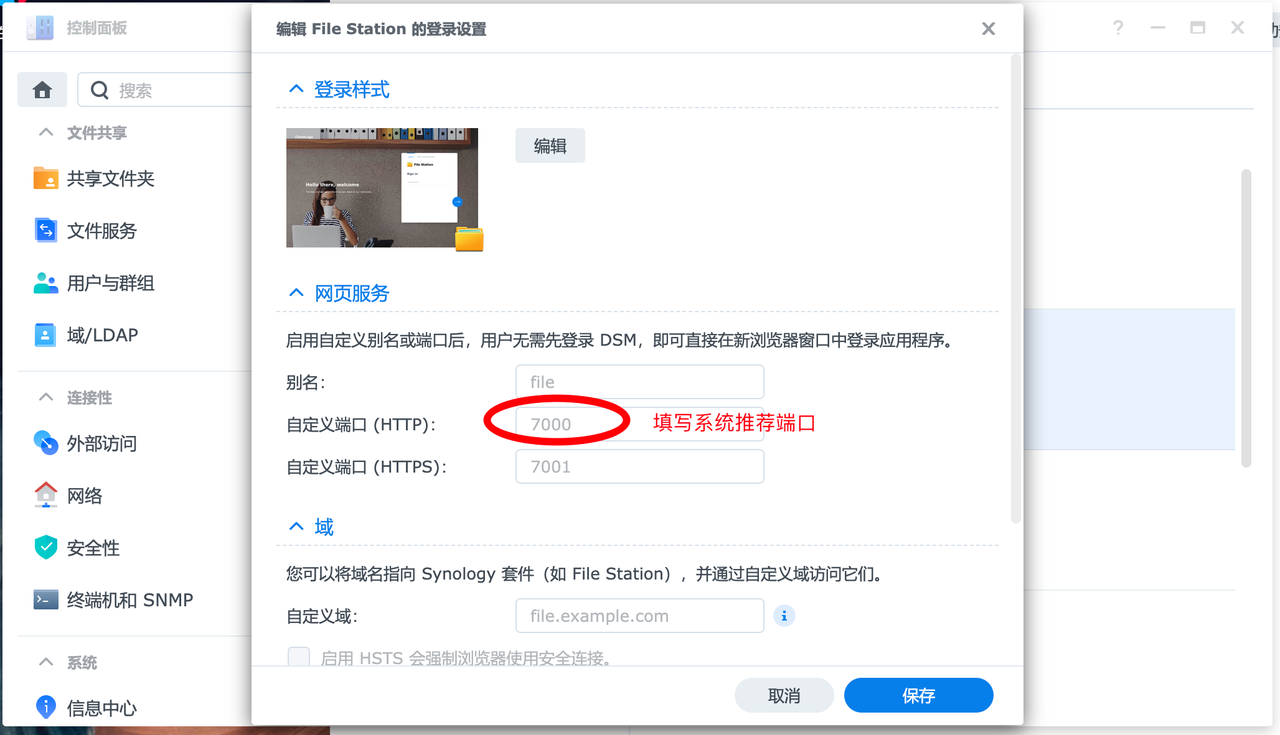 控制面板
搜索
文件共享
共享文件夹
文件服务
用户与群组
域/LDAP
连接性
外部访问
网络
安全性
终端机和 SNMP
系统
信息中心
编辑 File Station 的登录设置
登录样式
Hello there, welcome
File Station
Sign In
编辑
网页服务
启用自定义别名或端口后，用户无需先登录 DSM，即可直接在新浏览器窗口中登录应用程序。
别名:
file
自定义端口 (HTTP):
7000
填写系统推荐端口
自定义端口 (HTTPS):
7001
域
您可以将域名指向 Synology 套件（如 File Station），并通过自定义域访问它们。
自定义域:
file.example.com
启用 HSTS 会强制浏览器使用安全连接。
取消
保存